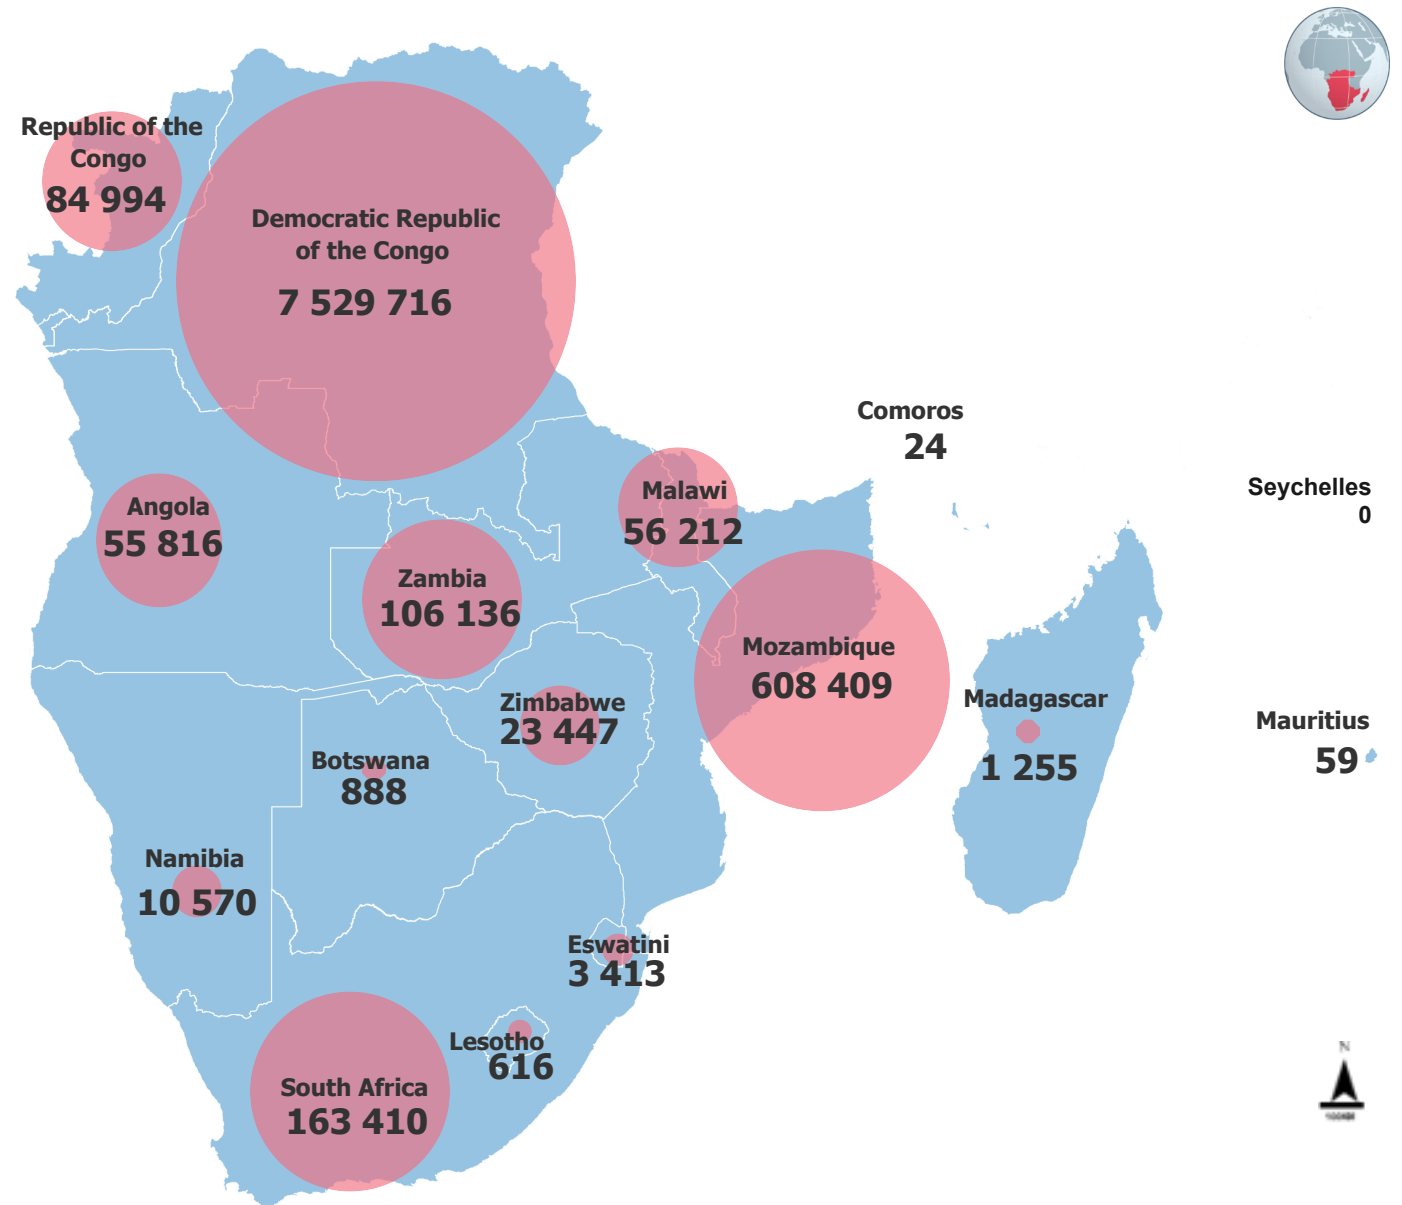 Republic of the
Congo
84 994
Democratic Republic
of the Congo
7 529 716
Comoros
24
Seychelles
0
Angola
55 816
Malawi
56 212
Zambia
106 136
Mozambique
608 409
Zimbabwe
23 447
Madagascar
1 255
Mauritius
59
Botswana
888
Namibia
10 570
Eswatini
3 413
Lesotho
616
South Africa
163 410
N